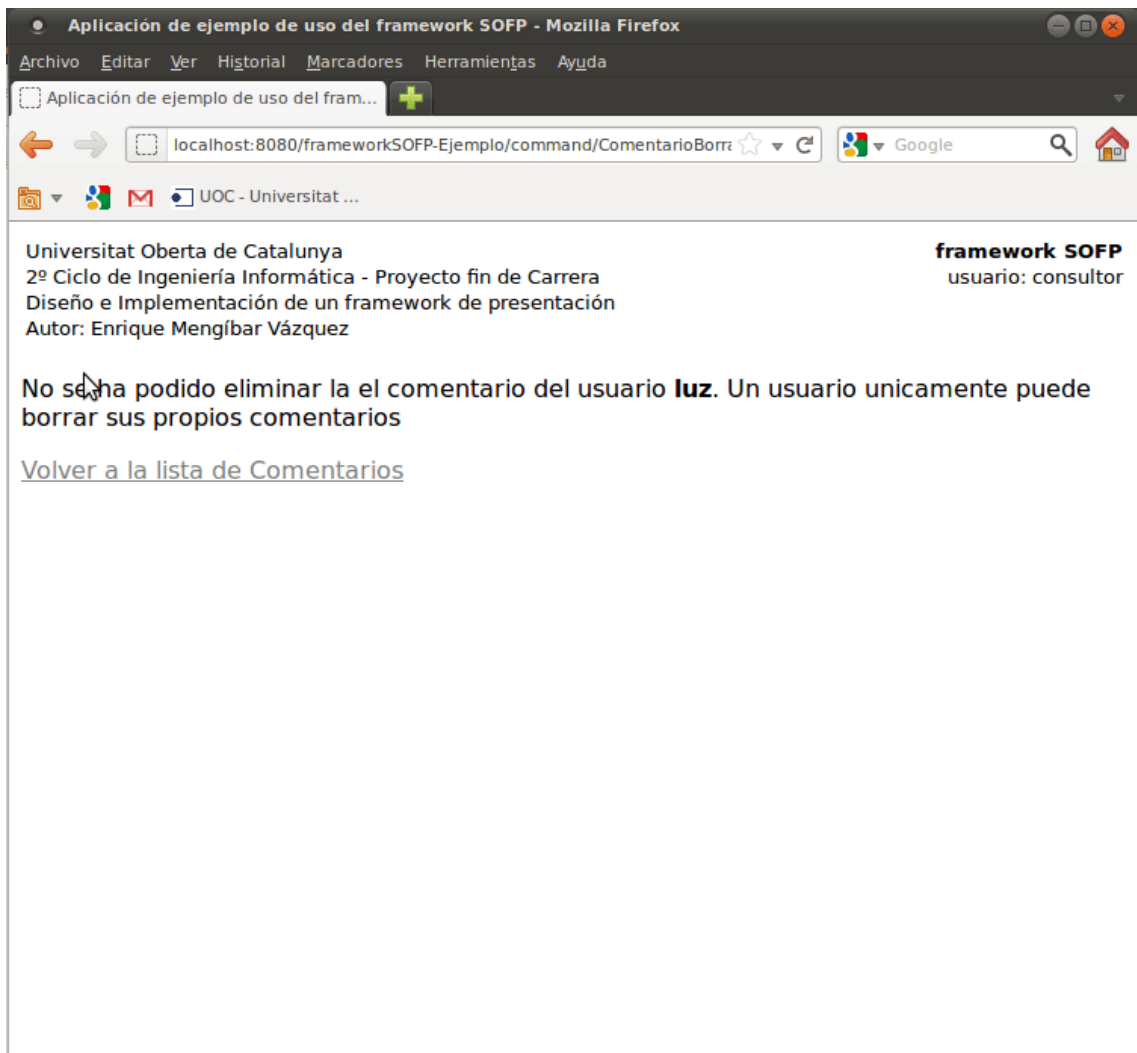 Aplicación de ejemplo de uso del framework SOFP - Mozilla Firefox
Archivo Editar Ver Historial Marcadores Herramientas Ayuda
Aplicación de ejemplo de uso del fram...
localhost:8080/frameworkSOFP-Ejemplo/command/ComentarioBorra Google
UOC - Universitat ...
Universitat Oberta de Catalunya
framework SOFP
2º Ciclo de Ingeniería Informática - Proyecto fin de Carrera
usuario: consultor
Diseño e Implementación de un framework de presentación
Autor: Enrique Mengíbar Vázquez
No se ha podido eliminar la el comentario del usuario luz. Un usuario unicamente puede
borrar sus propios comentarios
Volver a la lista de Comentarios